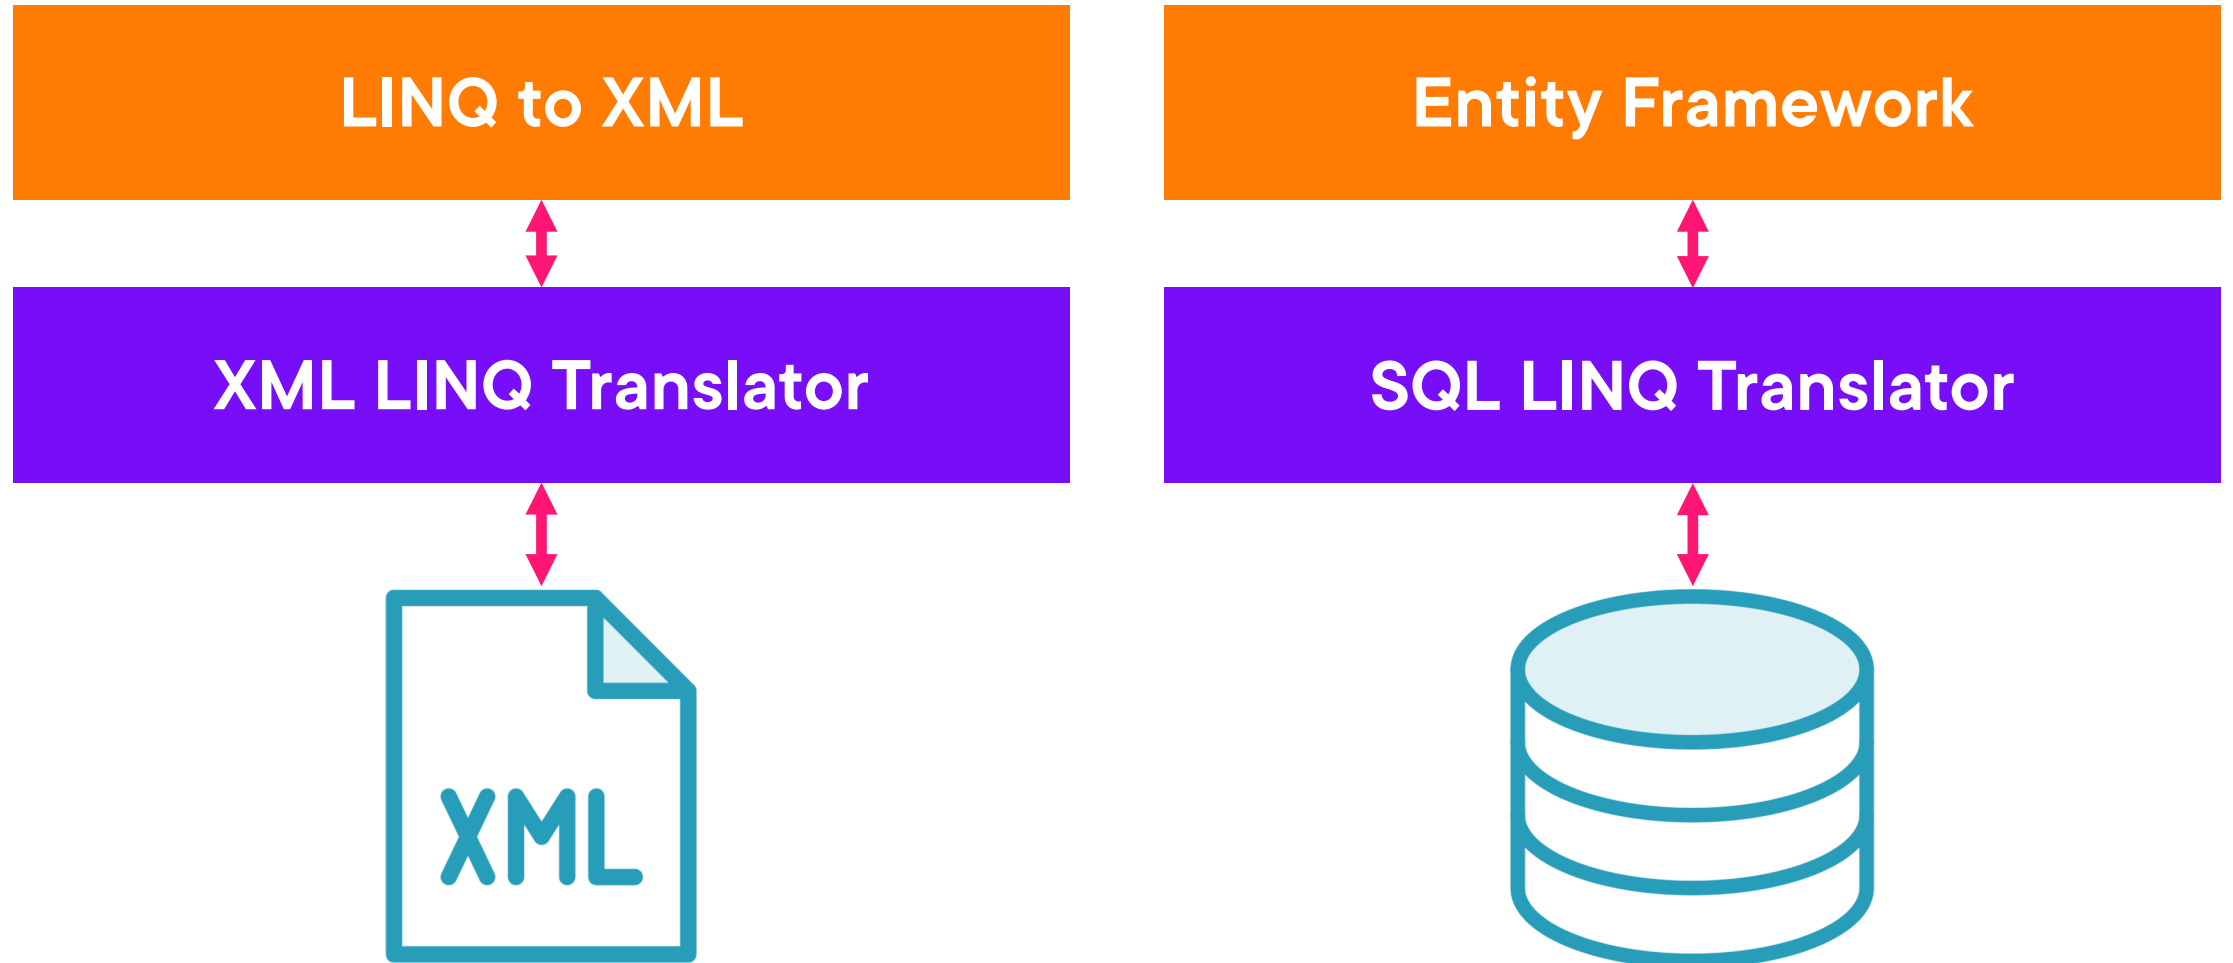 LINQ to XML
Entity Framework
XML LINQ Translator
SQL LINQ Translator
XML